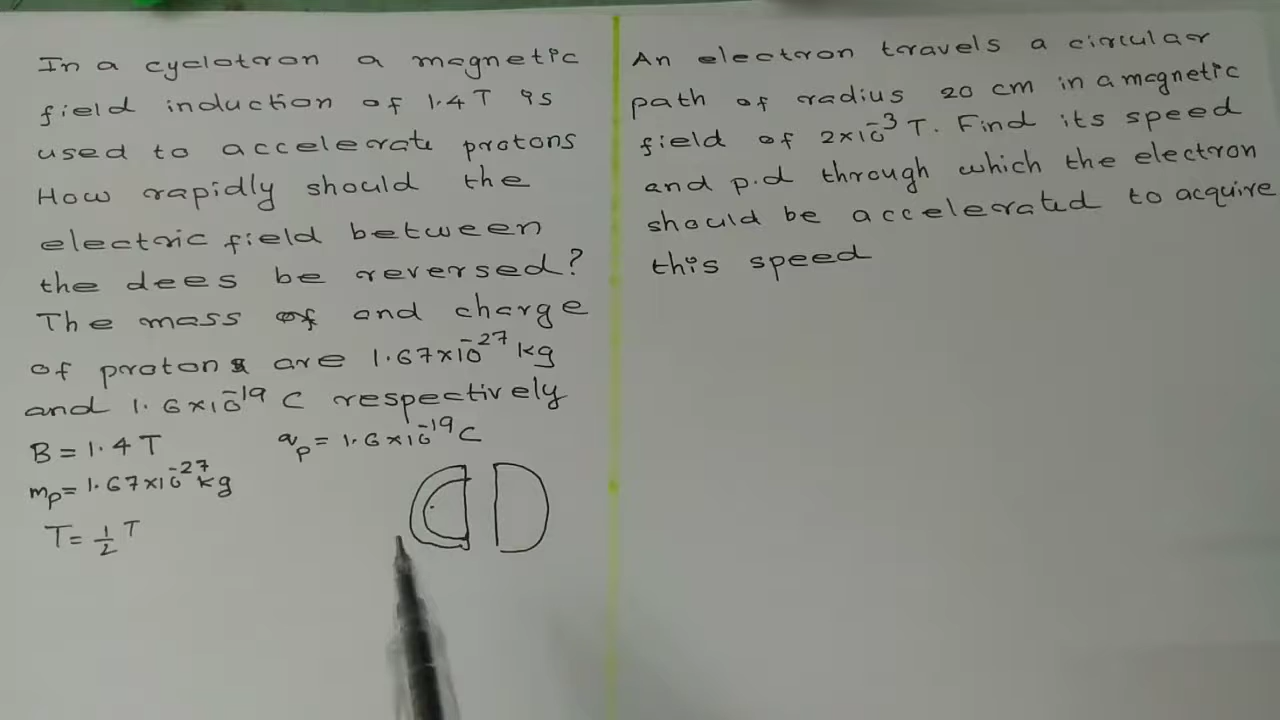 In a cyclotron a magnetic
field induction of 1.4T is
used to accelerate protons
How rapidly should the
electric field between
the dees be reversed?
The mass of and charge
of protons are 1.67×10⁻²⁷ kg
and 1.6×10⁻¹⁹ C respectively
B = 1.4 T
q_p = 1.6×10⁻¹⁹ C
m_p = 1.67×10⁻²⁷ kg
T = 1/2 T
An electron travels a circular
path of radius 20 cm in a magnetic
field of 2×10⁻³ T. Find its speed
and p.d through which the electron
should be accelerated to acquire
this speed